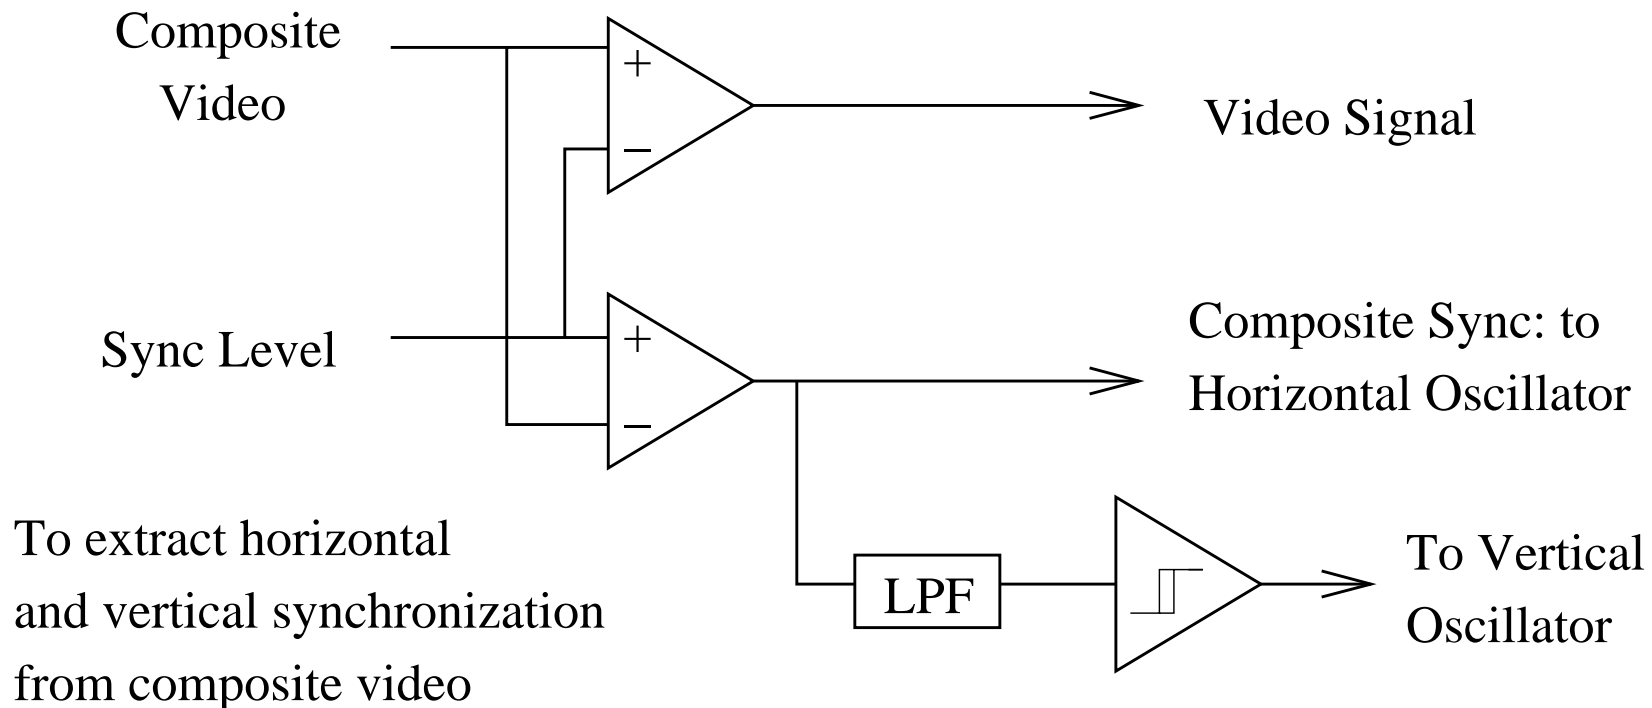 Composite
Video
+
−
Video Signal
Sync Level
+
−
Composite Sync: to
Horizontal Oscillator
LPF
To Vertical
Oscillator
To extract horizontal
and vertical synchronization
from composite video